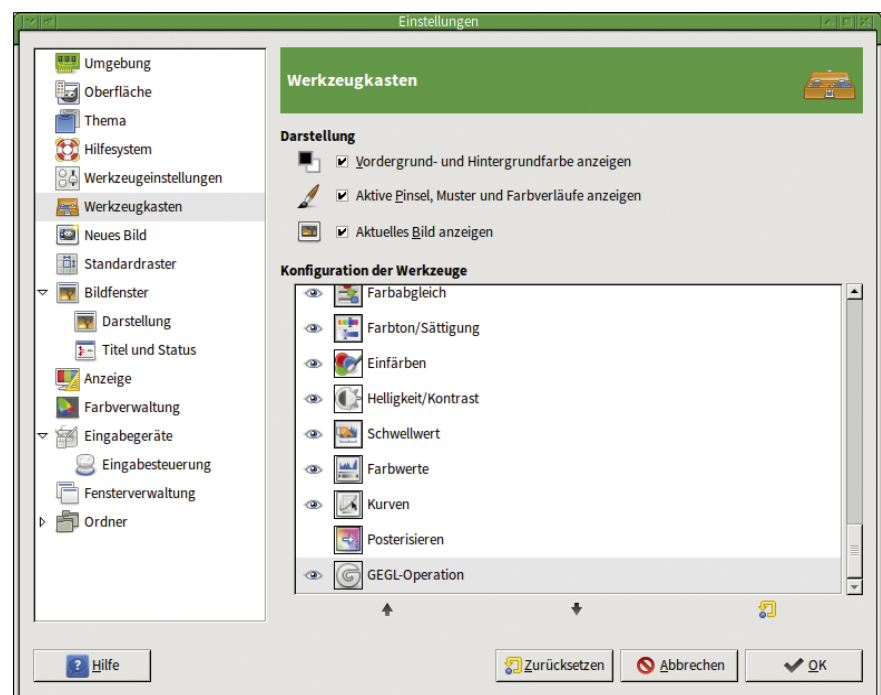 Einstellungen
Umgebung
Oberfläche
Thema
Hilfesystem
Werkzeugeinstellungen
Werkzeugkasten
Neues Bild
Standardraster
Bildfenster
Darstellung
Titel und Status
Anzeige
Farbverwaltung
Eingabegeräte
Eingabesteuerung
Fensterverwaltung
Ordner
Werkzeugkasten
Darstellung
Vordergrund- und Hintergrundfarbe anzeigen
Aktive Pinsel, Muster und Farbverläufe anzeigen
Aktuelles Bild anzeigen
Konfiguration der Werkzeuge
Farbabgleich
Farbton/Sättigung
Einfärben
Helligkeit/Kontrast
Schwellwert
Farbwerte
Kurven
Posterisieren
GEGL-Operation
Hilfe
Zurücksetzen
Abbrechen
OK